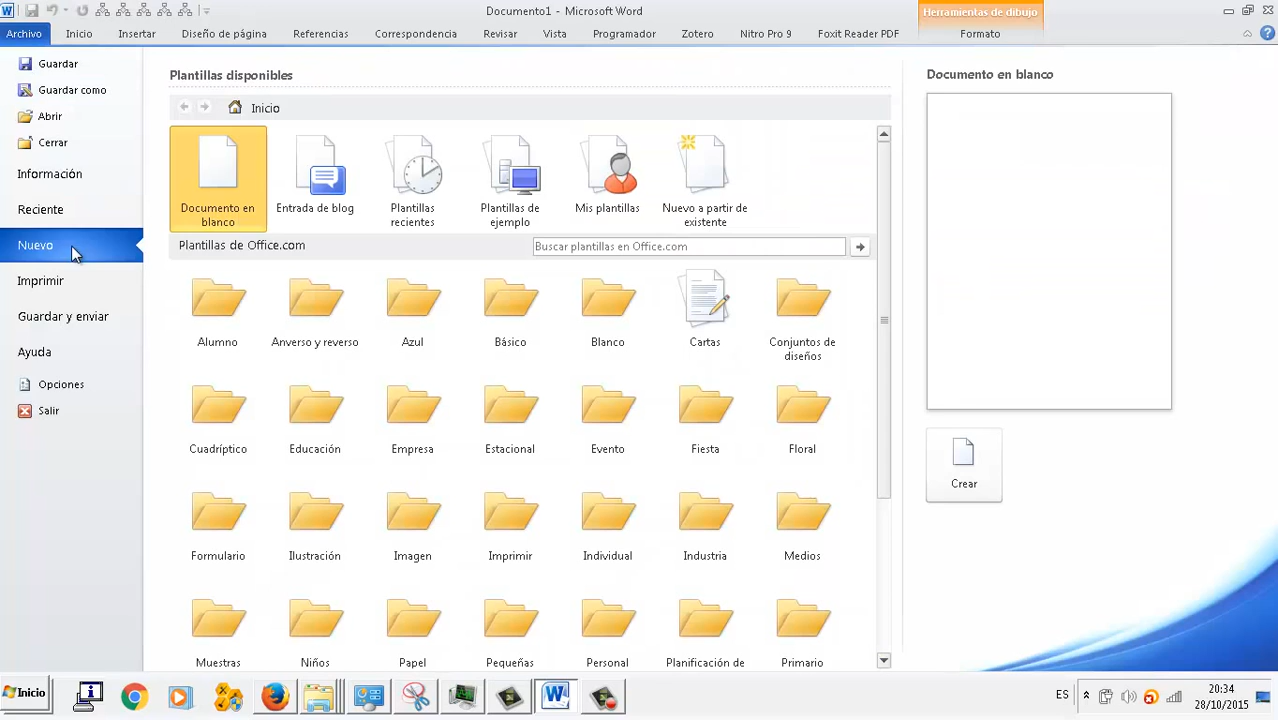 Documento1 - Microsoft Word
Herramientas de dibujo
Archivo Inicio Insertar Diseño de página Referencias Correspondencia Revisar Vista Programador Zotero Nitro Pro 9 Foxit Reader PDF Formato
Guardar
Guardar como
Abrir
Cerrar
Información
Reciente
Nuevo
Imprimir
Guardar y enviar
Ayuda
Opciones
Salir
Plantillas disponibles
Inicio
Documento en blanco
Entrada de blog
Plantillas recientes
Plantillas de ejemplo
Mis plantillas
Nuevo a partir de existente
Plantillas de Office.com
Buscar plantillas en Office.com
Alumno Anverso y reverso Azul Básico Blanco Cartas Conjuntos de diseños
Cuadríptico Educación Empresa Estacional Evento Fiesta Floral
Formulario Ilustración Imagen Imprimir Individual Industria Medios
Muestras Niños Papel Pequeñas Personal Planificación de Primario
Documento en blanco
Crear
Inicio
ES
20:34
28/10/2015